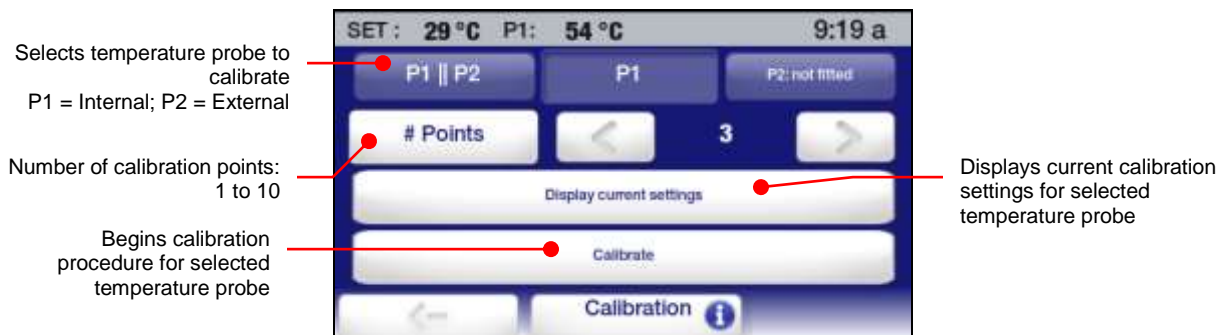 SET : 29 °C P1: 54 °C 9:19 a
Selects temperature probe to
calibrate
P1 = Internal; P2 = External
P1 || P2 P1 P2: not fitted
# Points < 3 >
Number of calibration points:
1 to 10
Display current settings
Displays current calibration
settings for selected
temperature probe
Begins calibration
procedure for selected
temperature probe
Calibrate
Calibration i